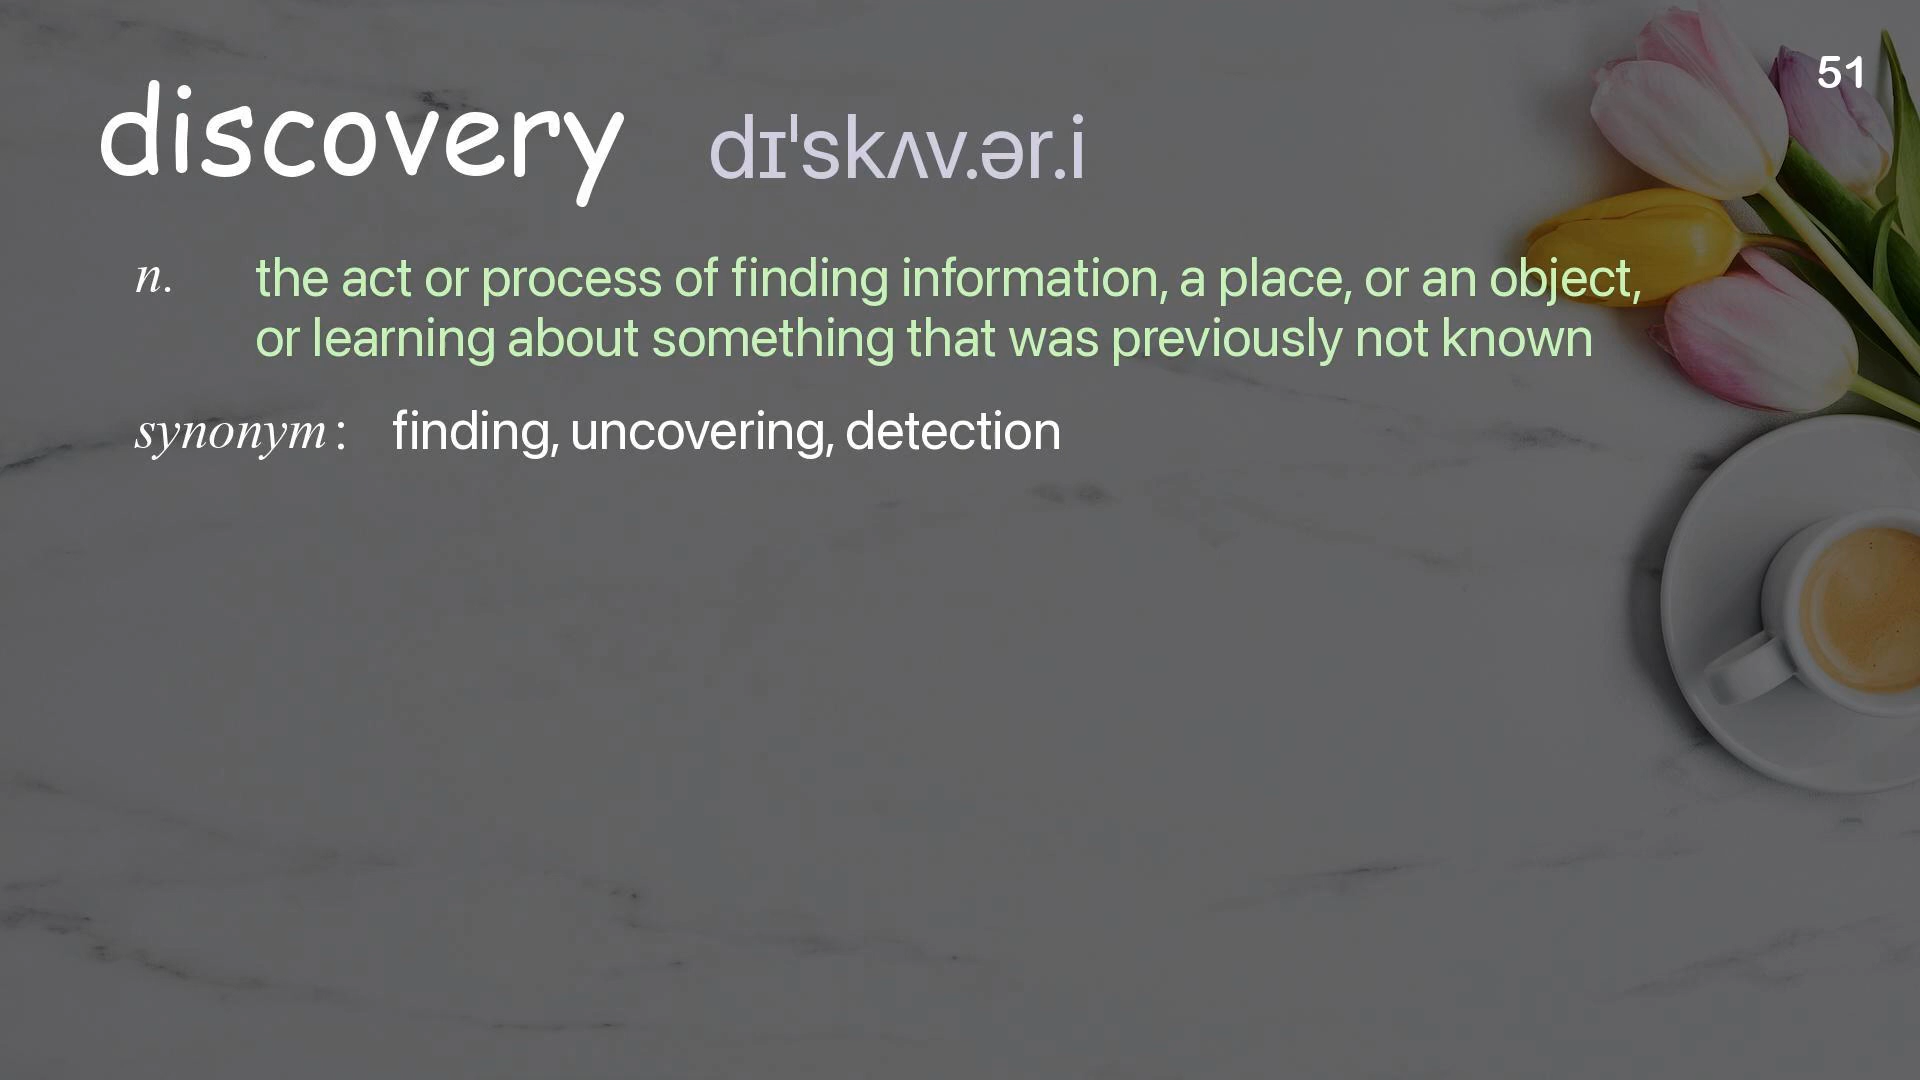 51
discovery dɪˈskʌv.ər.i
n. the act or process of finding information, a place, or an object,
or learning about something that was previously not known
synonym: finding, uncovering, detection